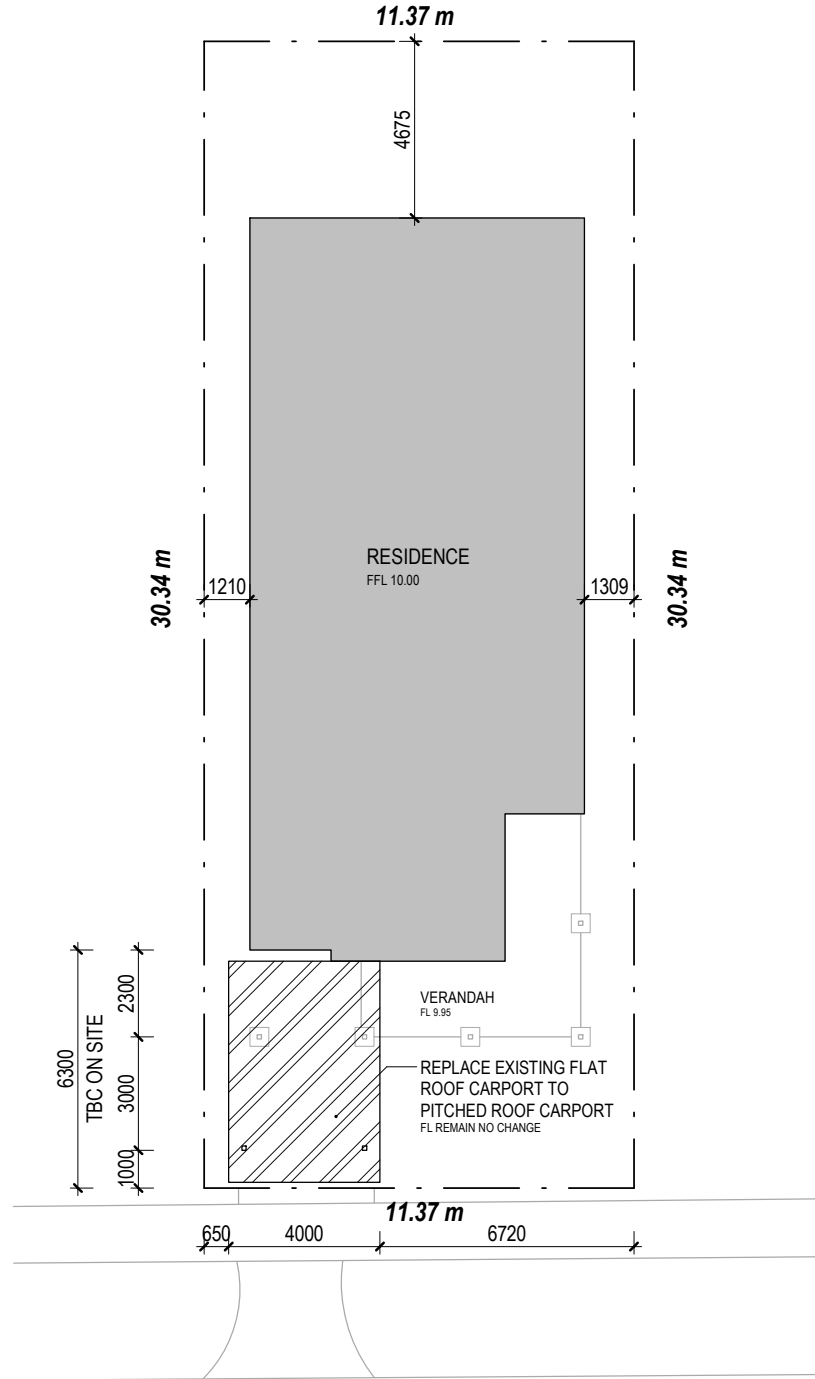 11.37 m
4675
RESIDENCE
FFL 10.00
30.34 m
1210
1309
30.34 m
6300
TBC ON SITE
2300
3000
1000
VERANDAH
FL 9.95
REPLACE EXISTING FLAT
ROOF CARPORT TO
PITCHED ROOF CARPORT
FL REMAIN NO CHANGE
11.37 m
650
4000
6720